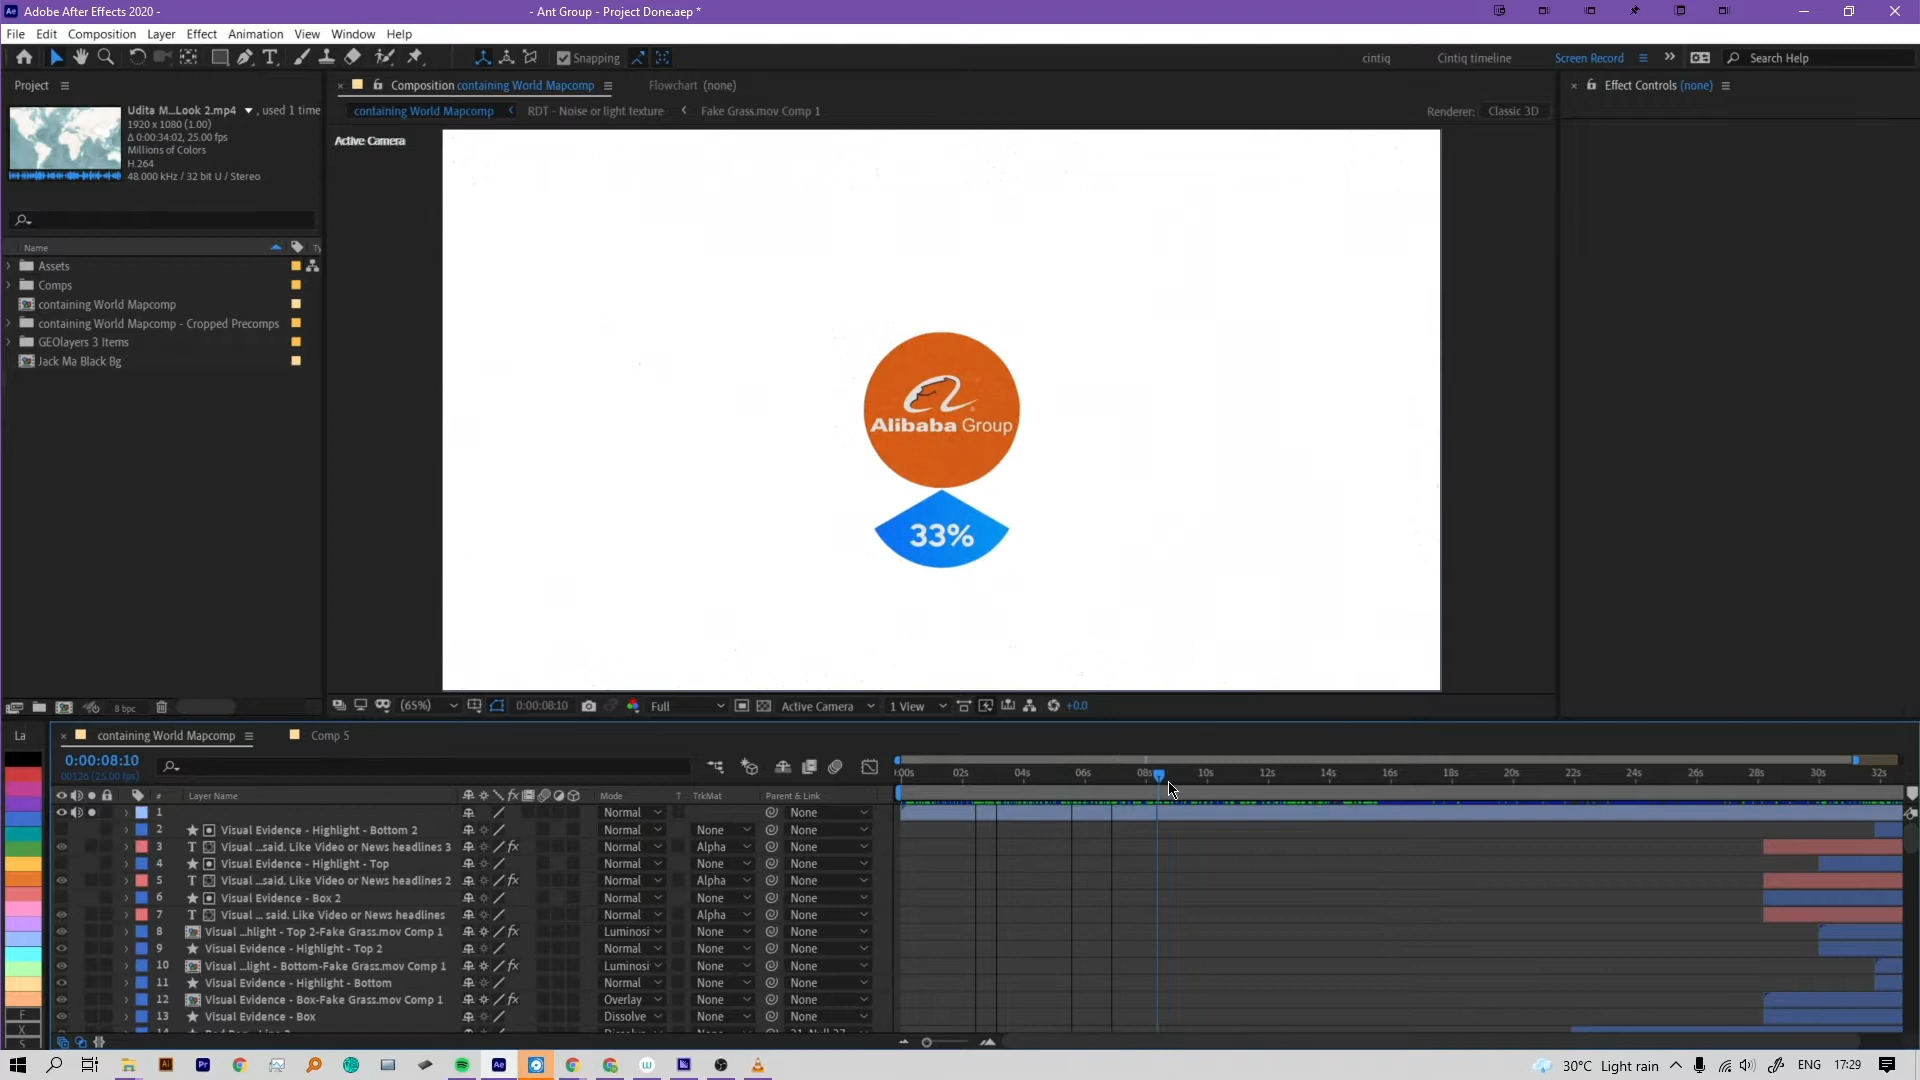 Adobe After Effects 2020 - - Ant Group - Project Done.aep *
File Edit Composition Layer Effect Animation View Window Help
Snapping cintiq Cintiq timeline Screen Record Search Help
Project
Composition containing World Mapcomp Flowchart (none) Effect Controls (none)
Udita M...Look 2.mp4 , used 1 time
containing World Mapcomp RDT - Noise or light texture Fake Grass.mov Comp 1 Renderer: Classic 3D
1920 x 1080 (1.00)
Δ 0:00:34:02, 25.00 fps
Millions of Colors
H.264
48.000 kHz / 32 bit U / Stereo
Active Camera
Name Ty
Assets
Comps
containing World Mapcomp
containing World Mapcomp - Cropped Precomps
GEOlayers 3 Items
Jack Ma Black Bg
Alibaba Group
33%
8 bpc (65%) 0:00:08:10 Full Active Camera 1 View +0.0
La containing World Mapcomp Comp 5
0:00:08:10
00126 (25.00 fps)
:00s 02s 04s 06s 08s 10s 12s 14s 16s 18s 20s 22s 24s 26s 28s 30s 32s
# Layer Name Mode T TrkMat Parent & Link
1 Normal None
2 Visual Evidence - Highlight - Bottom 2 Normal None None
3 T Visual ...said. Like Video or News headlines 3 Normal Alpha None
4 Visual Evidence - Highlight - Top Normal None None
5 T Visual ...said. Like Video or News headlines 2 Normal Alpha None
6 Visual Evidence - Box 2 Normal None None
7 T Visual ... said. Like Video or News headlines Normal Alpha None
8 Visual ...hlight - Top 2-Fake Grass.mov Comp 1 Luminosi None None
9 Visual Evidence - Highlight - Top 2 Normal None None
10 Visual ...light - Bottom-Fake Grass.mov Comp 1 Luminosi None None
11 Visual Evidence - Highlight - Bottom Normal None None
12 Visual Evidence - Box-Fake Grass.mov Comp 1 Overlay None None
13 Visual Evidence - Box Dissolve None None
F
X
S
30°C Light rain ENG 17:29